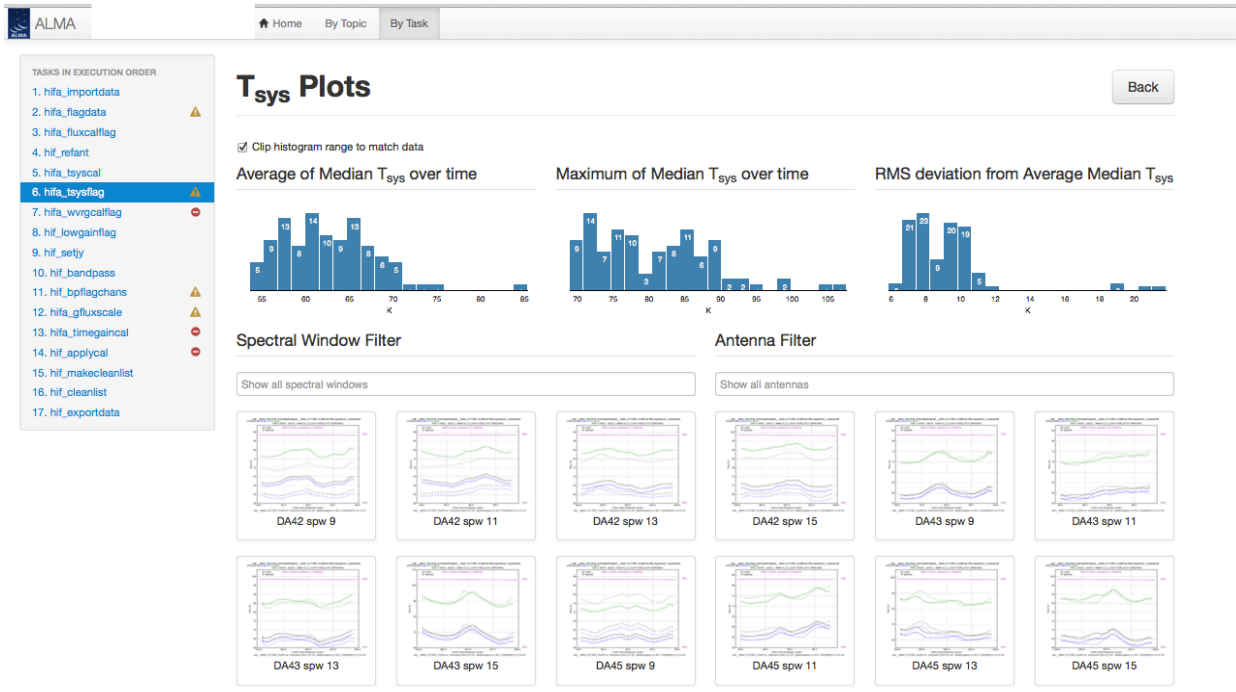 ALMA
ALMA Home By Topic By Task
TASKS IN EXECUTION ORDER
1. hifa_importdata
2. hifa_flagdata
3. hifa_fluxcalflag
4. hif_refant
5. hifa_tsyscal
6. hifa_tsysflag
7. hifa_wvrgcalflag
8. hif_lowgainflag
9. hif_setjy
10. hif_bandpass
11. hif_bpflagchans
12. hifa_gfluxscale
13. hifa_timegaincal
14. hif_applycal
15. hif_makecleanlist
16. hif_cleanlist
17. hif_exportdata
Tsys Plots
Back
Clip histogram range to match data
Average of Median Tsys over time
5 9 13 8 14 10 9 13 8 6 5
55 60 65 70 75 80 85
K
Maximum of Median Tsys over time
9 14 7 11 10 3 7 8 11 6 9 2 2 2
70 75 80 85 90 95 100 105
K
RMS deviation from Average Median Tsys
21 23 9 20 19 5
6 8 10 12 14 16 18 20
K
Spectral Window Filter
Show all spectral windows
Antenna Filter
Show all antennas
DA42 spw 9
DA42 spw 11
DA42 spw 13
DA42 spw 15
DA43 spw 9
DA43 spw 11
DA43 spw 13
DA43 spw 15
DA45 spw 9
DA45 spw 11
DA45 spw 13
DA45 spw 15